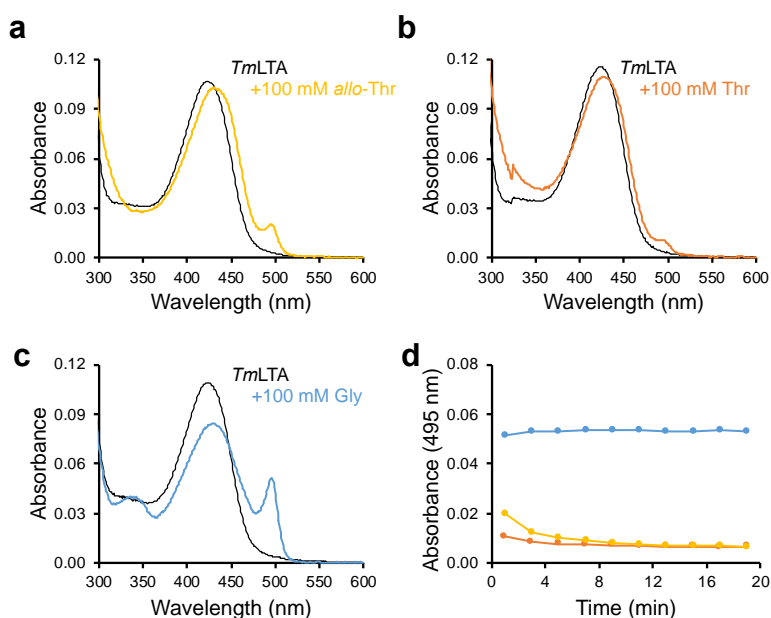 a
TmLTA
+100 mM allo-Thr
Absorbance
0.12
0.09
0.06
0.03
0.00
300 350 400 450 500 550 600
Wavelength (nm)
b
TmLTA
+100 mM Thr
Absorbance
0.12
0.09
0.06
0.03
0.00
300 350 400 450 500 550 600
Wavelength (nm)
c
TmLTA
+100 mM Gly
Absorbance
0.12
0.09
0.06
0.03
0.00
300 350 400 450 500 550 600
Wavelength (nm)
d
Absorbance (495 nm)
0.08
0.06
0.04
0.02
0.00
0 4 8 12 16 20
Time (min)